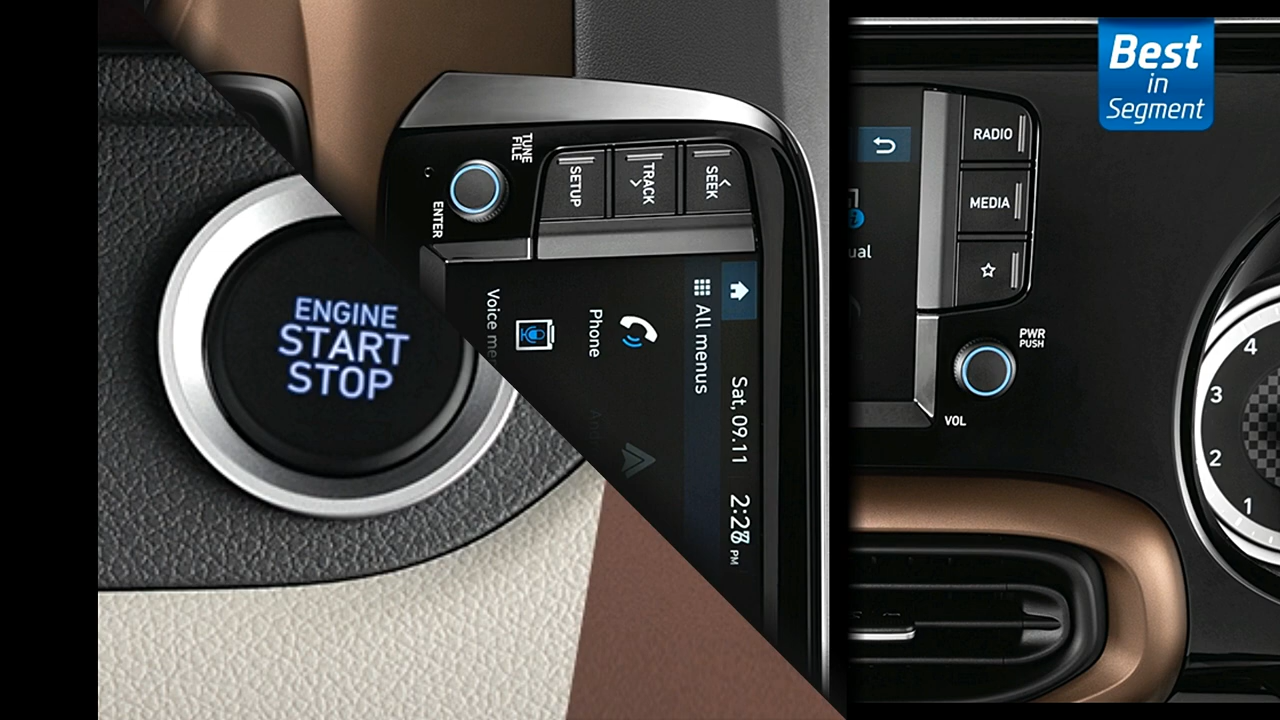 ENGINE
START
STOP
TUNE
FILE
ENTER
SETUP
TRACK
SEEK
All menus
Phone
Voice
Sat, 09.11 2:28 PM
Best
in
Segment
RADIO
MEDIA
PWR
PUSH
VOL
4
3
2
1